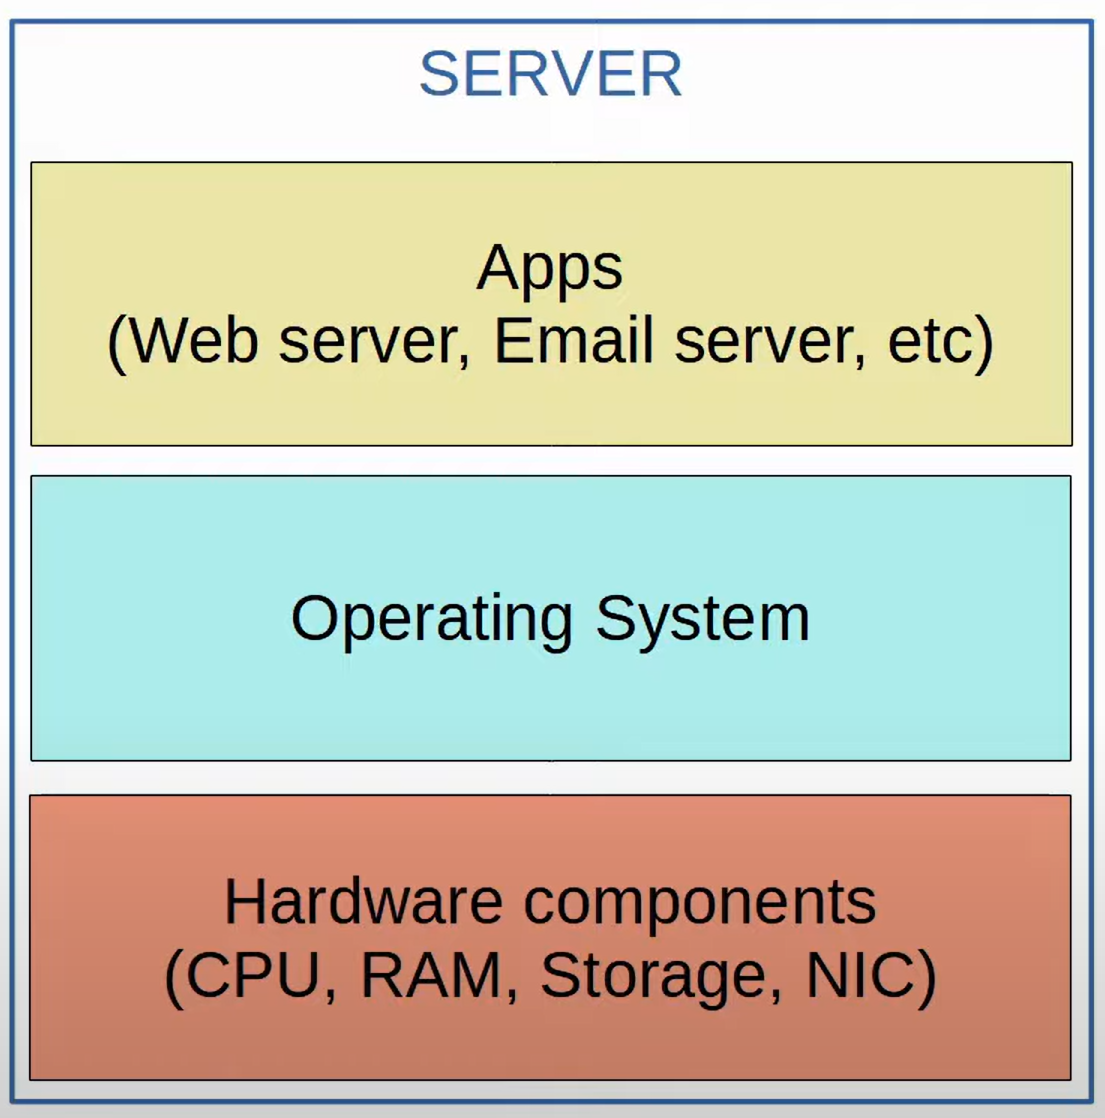 SERVER
Apps
(Web server, Email server, etc)
Operating System
Hardware components
(CPU, RAM, Storage, NIC)